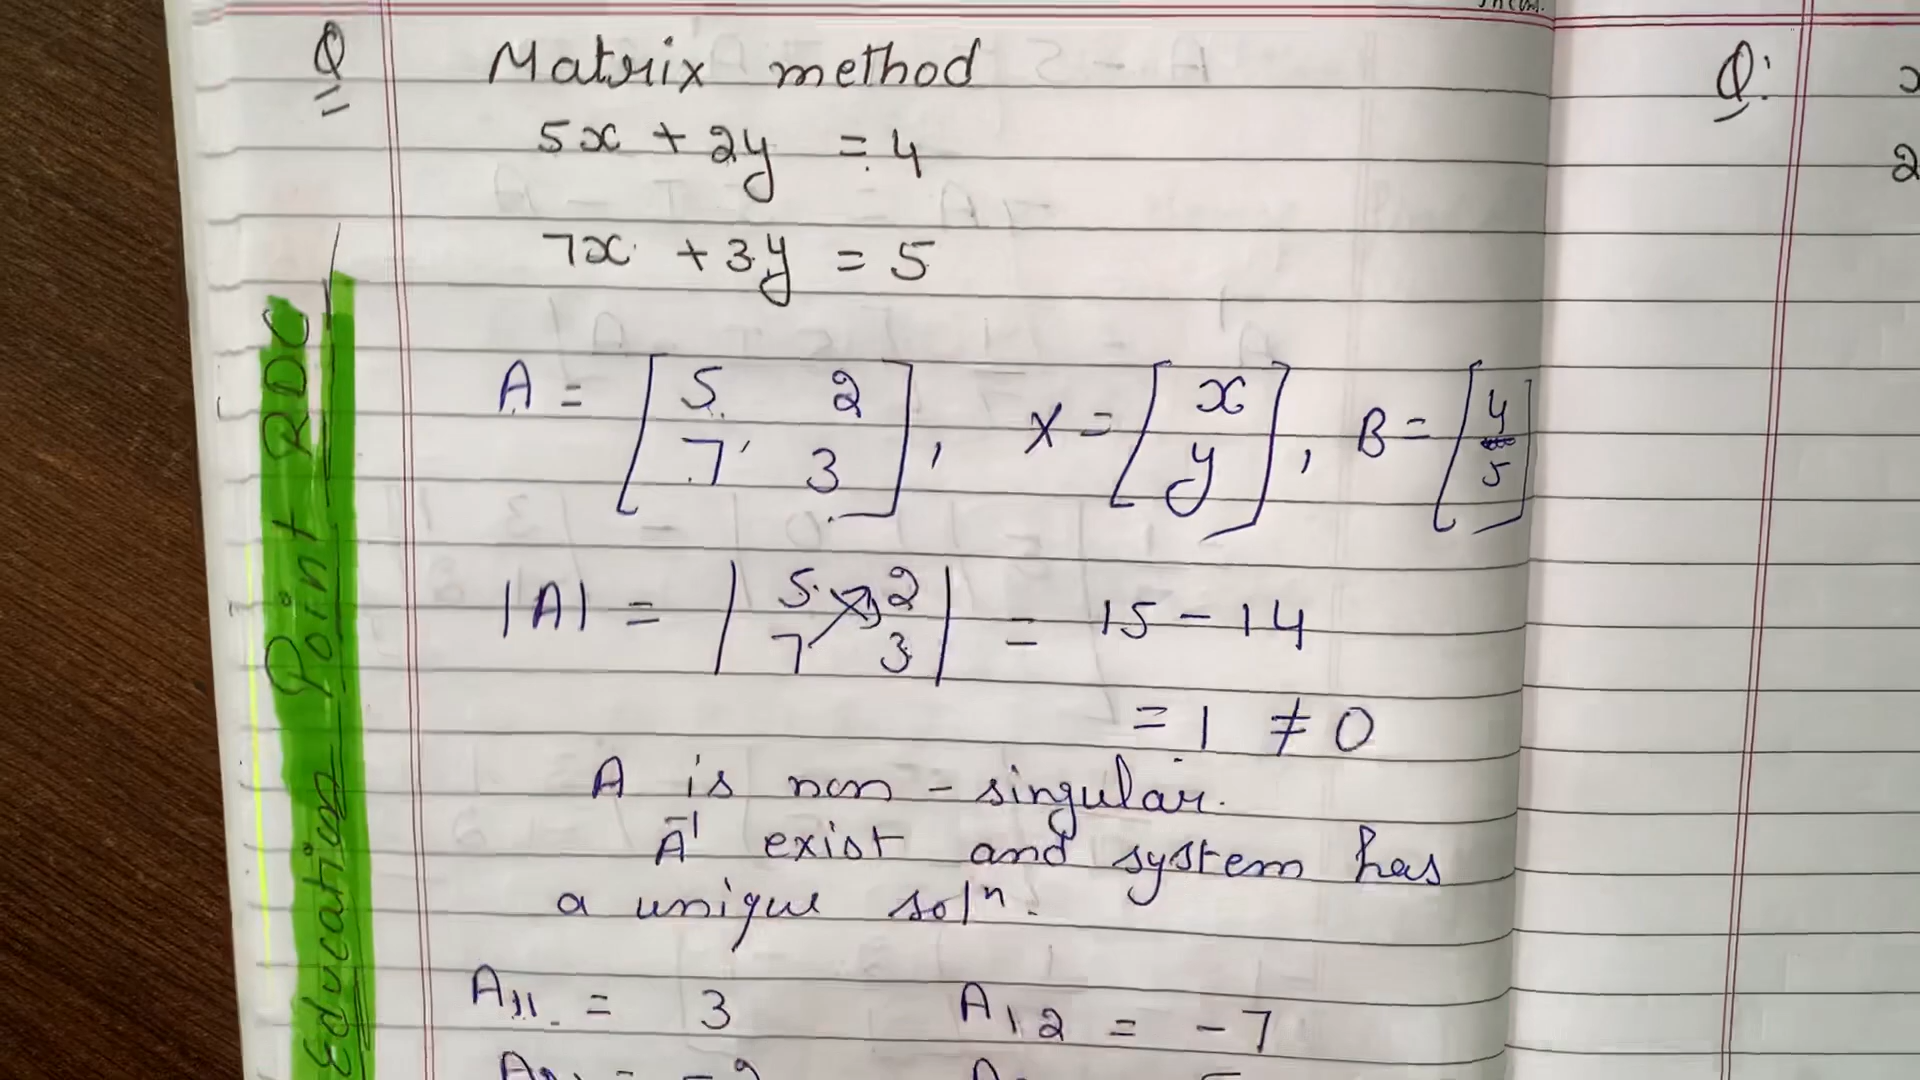 Q Matrix method
5x + 2y = 4
7x + 3y = 5
A = [5 2
7 3], X = [x
y], B = [4
5]
|A| = |5 2
7 3| = 15 - 14
= 1 ≠ 0
A is non-singular.
A⁻¹ exist and system has
a unique solⁿ.
A₁₁ = 3 A₁₂ = -7
Education Point RDC
Q:
2